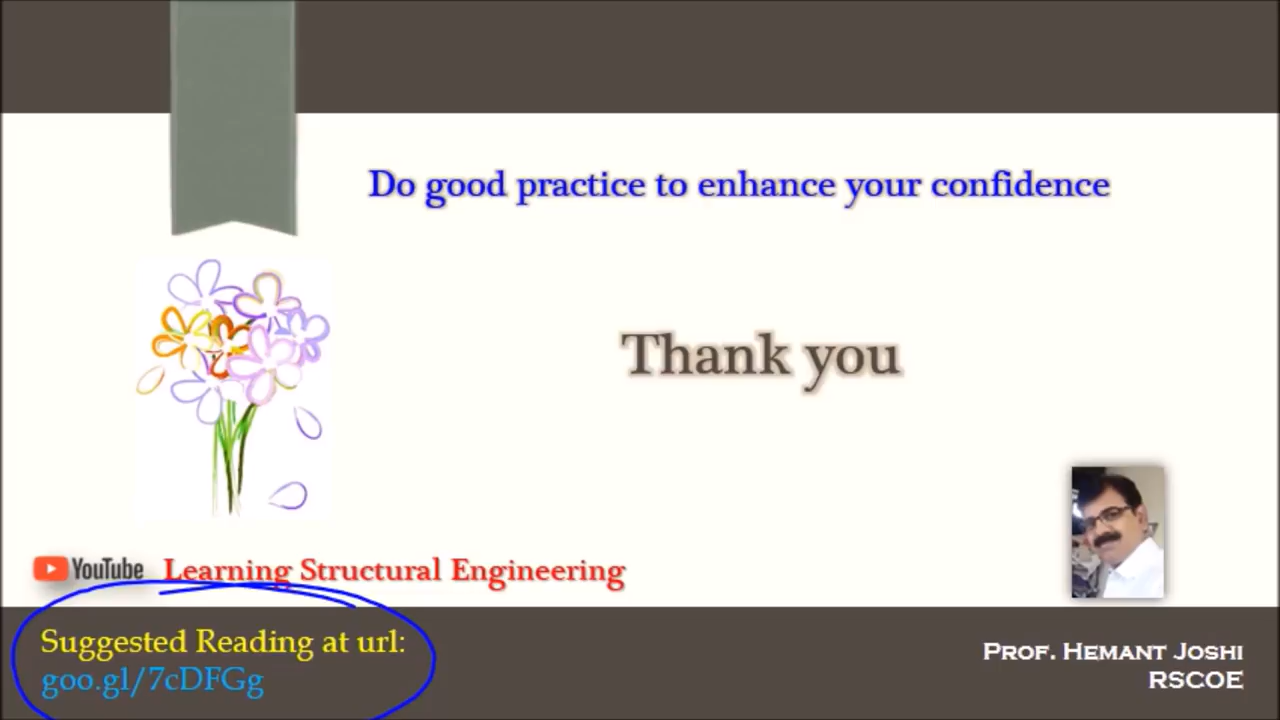 Do good practice to enhance your confidence
Thank you
YouTube Learning Structural Engineering
Suggested Reading at url:
goo.gl/7cDFGg
Prof. Hemant Joshi
RSCOE